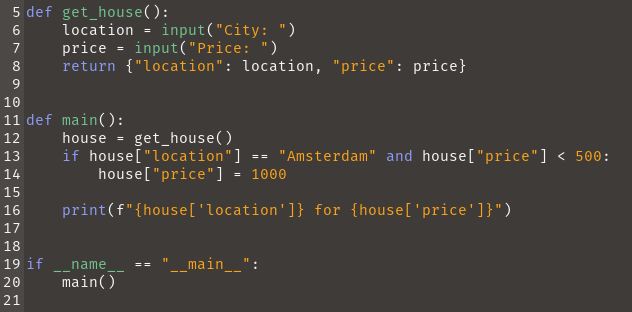 5 def get_house():
6     location = input("City: ")
7     price = input("Price: ")
8     return {"location": location, "price": price}
9
10
11 def main():
12     house = get_house()
13     if house["location"] == "Amsterdam" and house["price"] < 500:
14         house["price"] = 1000
15
16     print(f"{house['location']} for {house['price']}")
17
18
19 if __name__ == "__main__":
20     main()
21